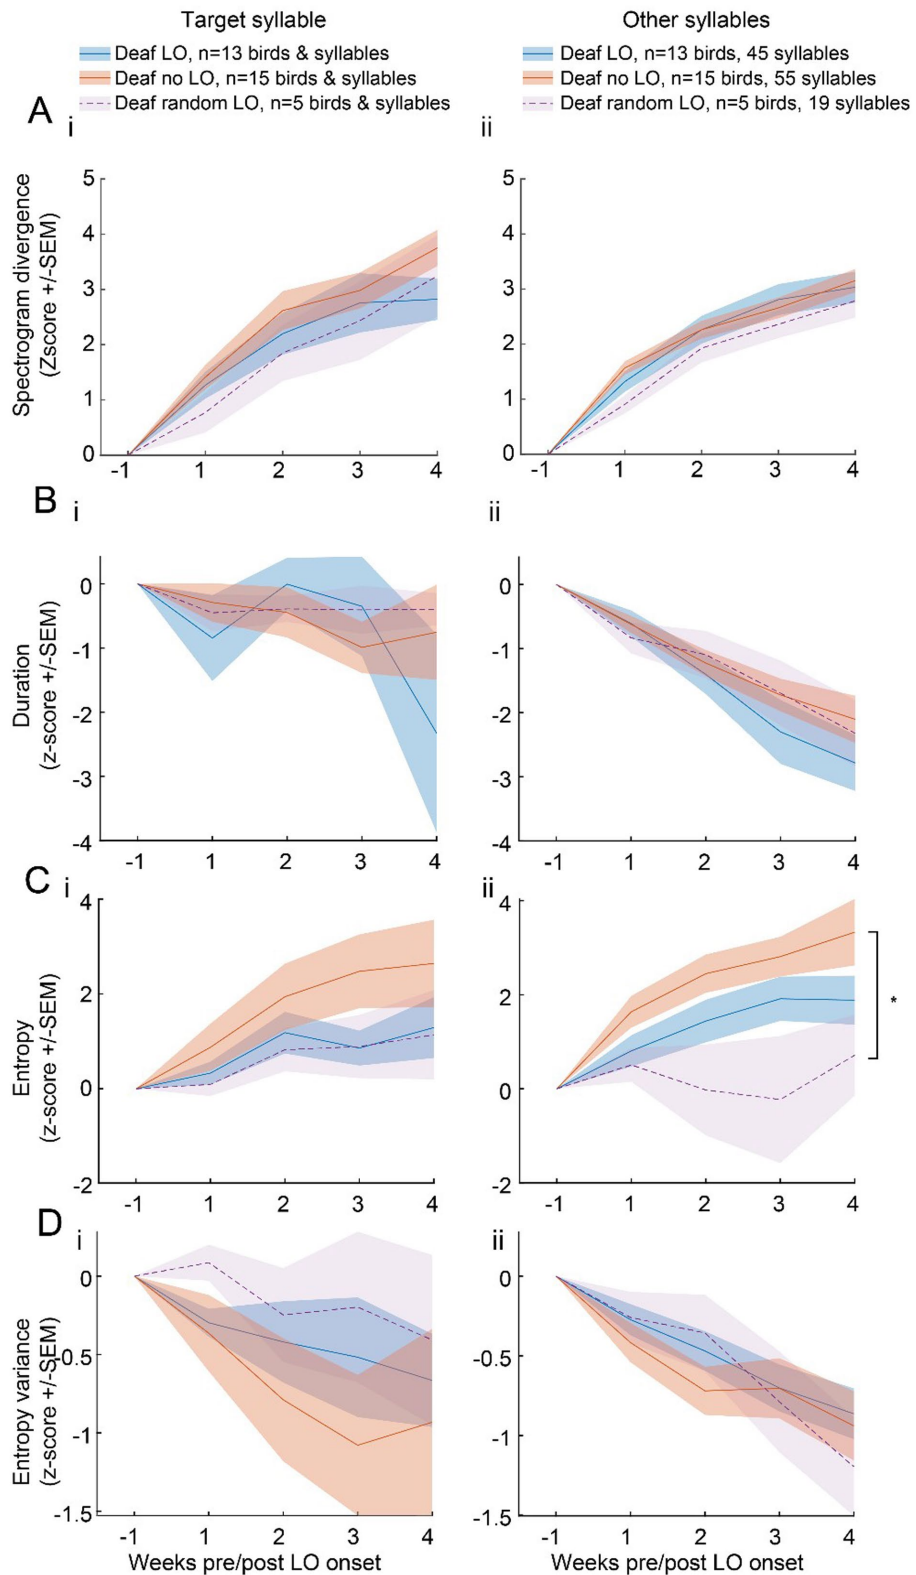 Target syllable
Deaf LO, n=13 birds & syllables
Deaf no LO, n=15 birds & syllables
Deaf random LO, n=5 birds & syllables
Other syllables
Deaf LO, n=13 birds, 45 syllables
Deaf no LO, n=15 birds, 55 syllables
Deaf random LO, n=5 birds, 19 syllables
A
i
ii
Spectrogram divergence
(Zscore +/-SEM)
5
4
3
2
1
0
-1 1 2 3 4
5
4
3
2
1
0
-1 1 2 3 4
B
i
ii
Duration
(z-score +/-SEM)
0
-1
-2
-3
-4
-1 1 2 3 4
0
-1
-2
-3
-4
-1 1 2 3 4
C
i
ii
Entropy
(z-score +/-SEM)
4
2
0
-2
-1 1 2 3 4
4
2
0
-2
-1 1 2 3 4
*
D
i
ii
Entropy variance
(z-score +/-SEM)
0
-0.5
-1
-1.5
-1 1 2 3 4
Weeks pre/post LO onset
0
-0.5
-1
-1.5
-1 1 2 3 4
Weeks pre/post LO onset